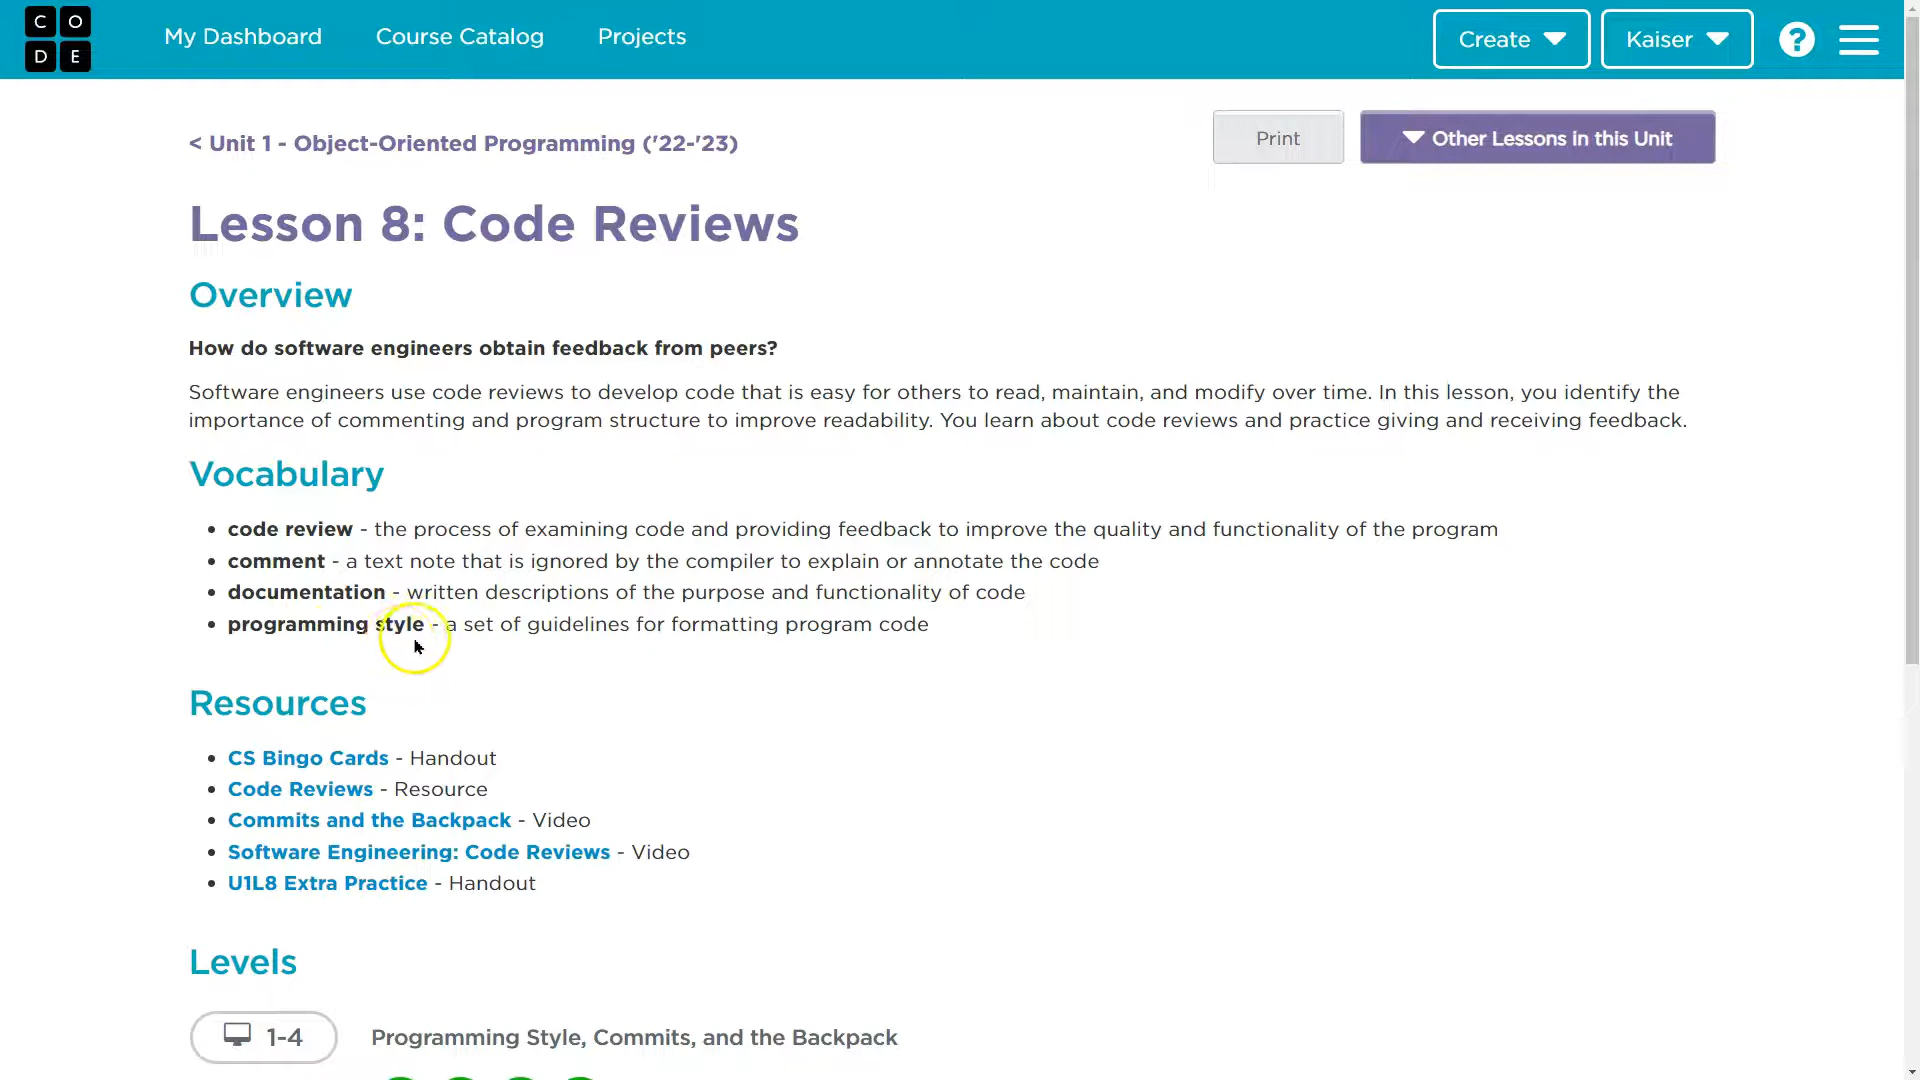 C O
D E
My Dashboard
Course Catalog
Projects
Create
Kaiser
?
< Unit 1 - Object-Oriented Programming ('22-'23)
Print
Other Lessons in this Unit
Lesson 8: Code Reviews
Overview
How do software engineers obtain feedback from peers?
Software engineers use code reviews to develop code that is easy for others to read, maintain, and modify over time. In this lesson, you identify the
importance of commenting and program structure to improve readability. You learn about code reviews and practice giving and receiving feedback.
Vocabulary
• code review - the process of examining code and providing feedback to improve the quality and functionality of the program
• comment - a text note that is ignored by the compiler to explain or annotate the code
• documentation - written descriptions of the purpose and functionality of code
• programming style - a set of guidelines for formatting program code
Resources
• CS Bingo Cards - Handout
• Code Reviews - Resource
• Commits and the Backpack - Video
• Software Engineering: Code Reviews - Video
• U1L8 Extra Practice - Handout
Levels
1-4
Programming Style, Commits, and the Backpack